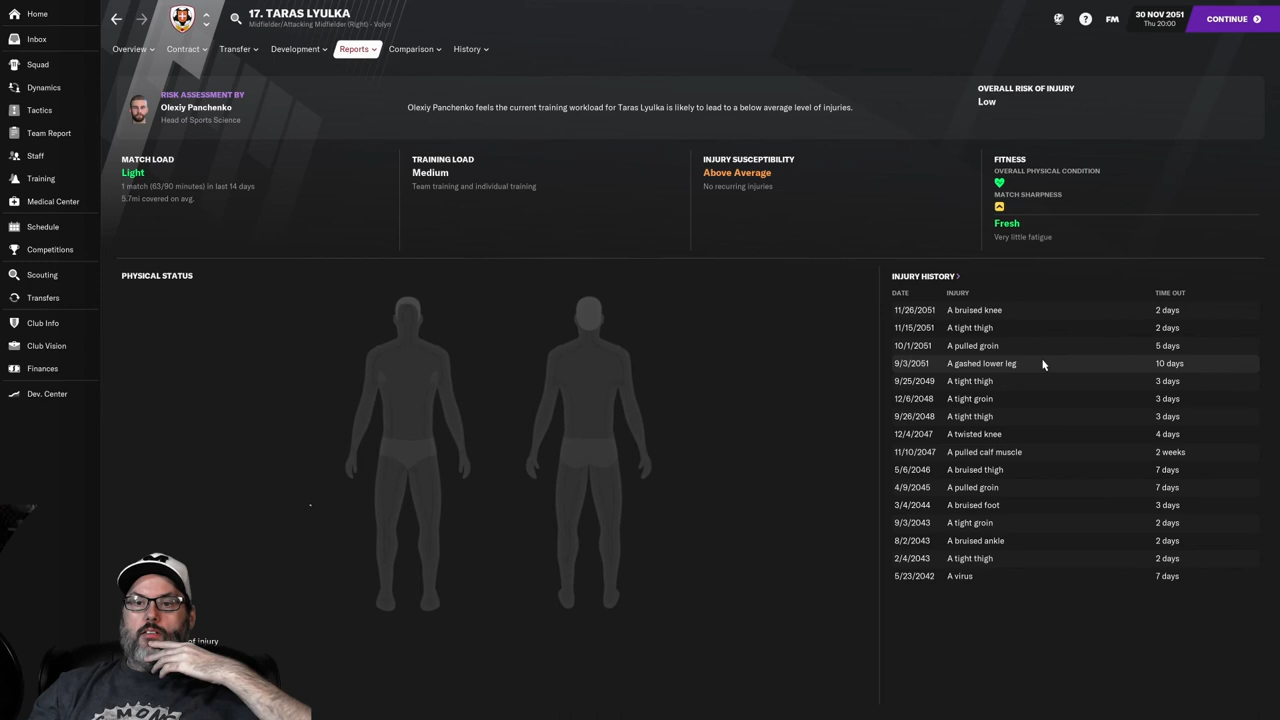 Home
Inbox
Squad
Dynamics
Tactics
Team Report
Staff
Training
Medical Center
Schedule
Competitions
Scouting
Transfers
Club Info
Club Vision
Finances
Dev. Center
17. TARAS LYULKA
Midfielder/Attacking Midfielder (Right) - Volyn
FM
30 NOV 2051
Thu 20:00
CONTINUE
Overview
Contract
Transfer
Development
Reports
Comparison
History
RISK ASSESSMENT BY
Olexiy Panchenko
Head of Sports Science
Olexiy Panchenko feels the current training workload for Taras Lyulka is likely to lead to a below average level of injuries.
OVERALL RISK OF INJURY
Low
MATCH LOAD
Light
1 match (63/90 minutes) in last 14 days
5.7mi covered on avg.
TRAINING LOAD
Medium
Team training and individual training
INJURY SUSCEPTIBILITY
Above Average
No recurring injuries
FITNESS
OVERALL PHYSICAL CONDITION
MATCH SHARPNESS
Fresh
Very little fatigue
PHYSICAL STATUS
INJURY HISTORY
DATE INJURY TIME OUT
11/26/2051 A bruised knee 2 days
11/15/2051 A tight thigh 2 days
10/1/2051 A pulled groin 5 days
9/3/2051 A gashed lower leg 10 days
9/25/2049 A tight thigh 3 days
12/6/2048 A tight groin 3 days
9/26/2048 A tight thigh 3 days
12/4/2047 A twisted knee 4 days
11/10/2047 A pulled calf muscle 2 weeks
5/6/2046 A bruised thigh 7 days
4/9/2045 A pulled groin 7 days
3/4/2044 A bruised foot 3 days
9/3/2043 A tight groin 2 days
8/2/2043 A bruised ankle 2 days
2/4/2043 A tight thigh 2 days
5/23/2042 A virus 7 days
of injury